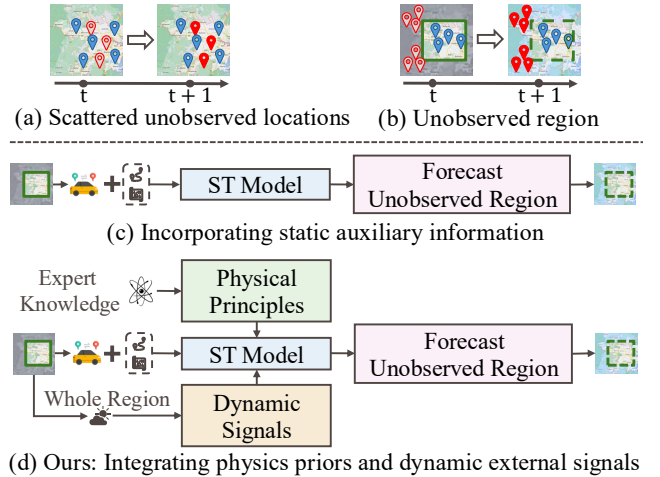 t
t + 1
t
t + 1
(a) Scattered unobserved locations
(b) Unobserved region
ST Model
Forecast
Unobserved Region
(c) Incorporating static auxiliary information
Expert
Knowledge
Physical
Principles
ST Model
Forecast
Unobserved Region
Whole Region
Dynamic
Signals
(d) Ours: Integrating physics priors and dynamic external signals